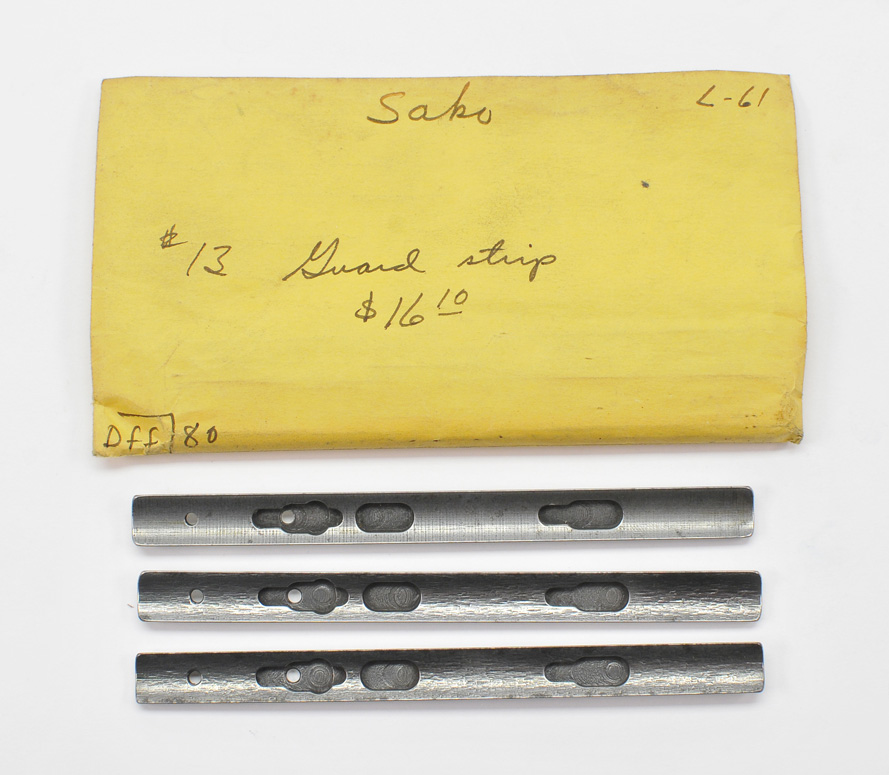 Sako
L-61
#13 Guard strip
$16 10
Dff 80